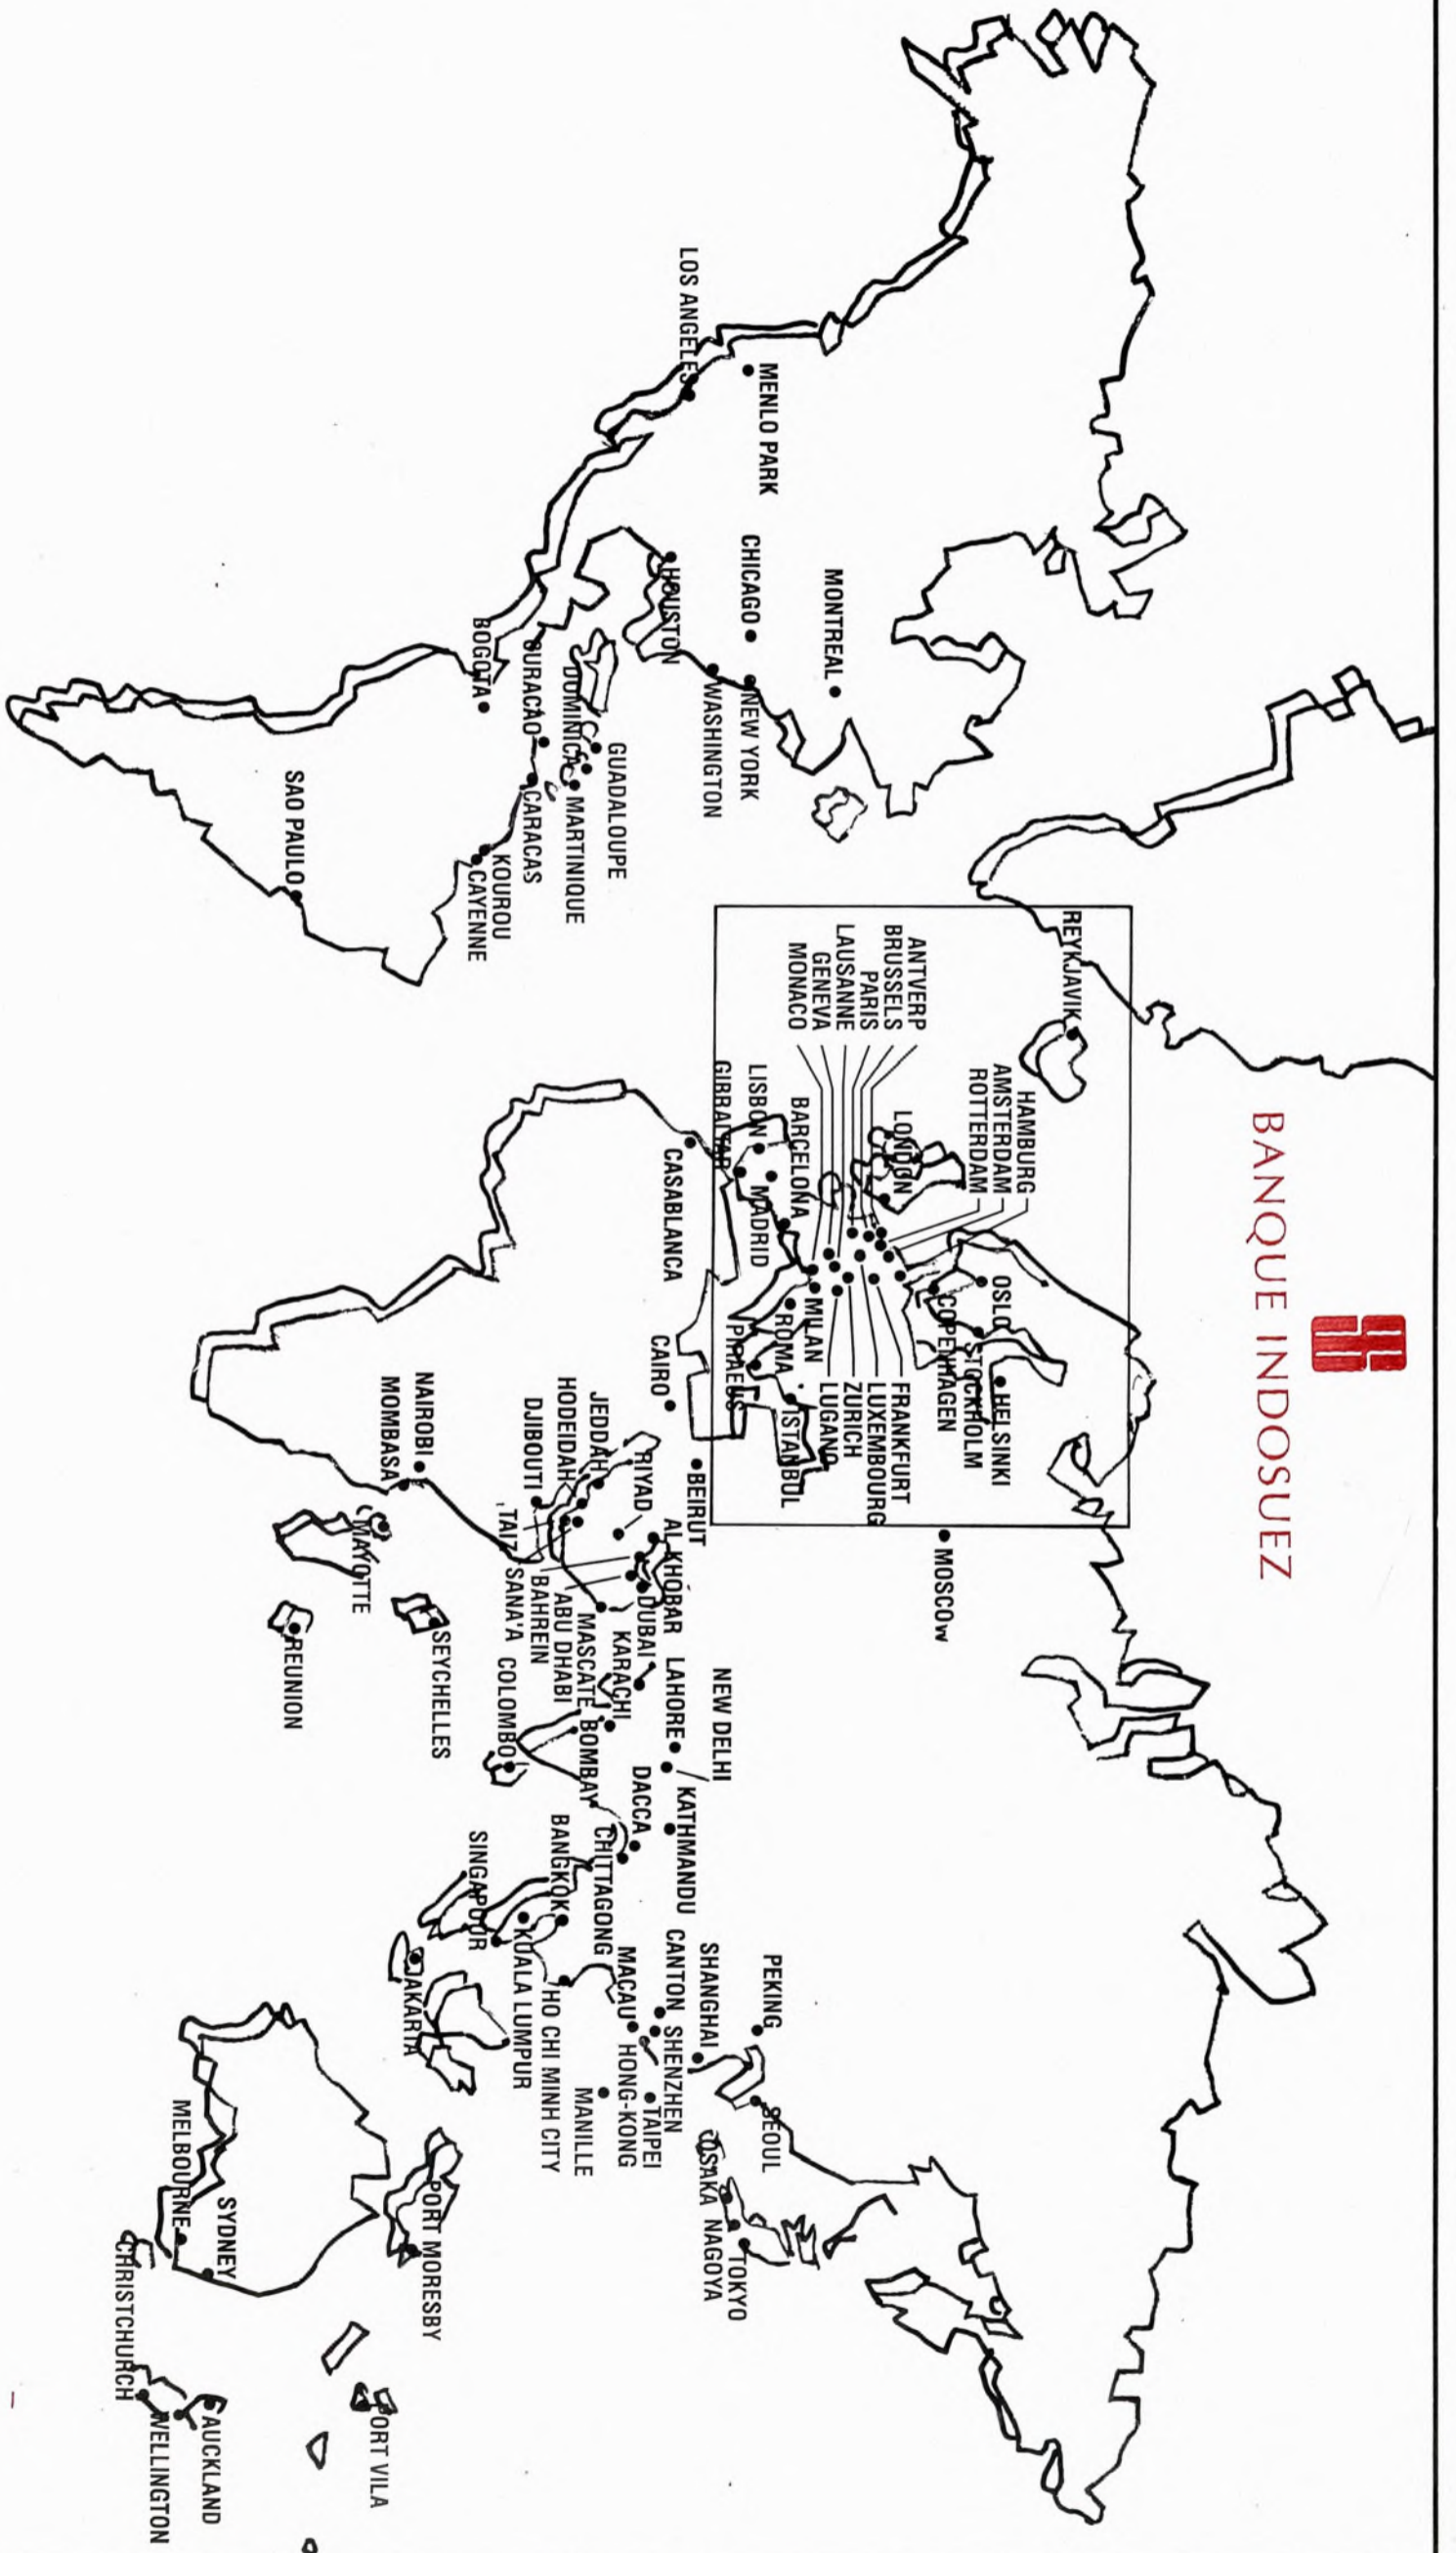 BANQUE INDOSUEZ
REYKJAVIK
HAMBURG
AMSTERDAM
ROTTERDAM
OSLO
HELSINKI
STOCKHOLM
COPENHAGEN
MOSCOW
ANTVERP
BRUSSELS
PARIS
LAUSANNE
GENEVA
MONACO
LONDON
FRANKFURT
LUXEMBOURG
ZURICH
LUGANO
BARCELONA
MILAN
ROMA
ISTANBUL
LISBON
MADRID
PIRAEUS
GIBRALTAR
MONTREAL
MENLO PARK
CHICAGO
NEW YORK
WASHINGTON
LOS ANGELES
HOUSTON
GUADALOUPE
DOMINICA
MARTINIQUE
CURACAO
CARACAS
BOGOTA
KOUROU
CAYENNE
SAO PAULO
CASABLANCA
CAIRO
BEIRUT
JEDDAH
RIYAD
AL KHOBAR
HODEIDAH
DUBAI
DJIBOUTI
MASCATE
ABU DHABI
BAHREIN
SANA'A
TAIZ
NAIROBI
MOMBASA
MAYOTTE
SEYCHELLES
REUNION
NEW DELHI
LAHORE
KATHMANDU
KARACHI
DACCA
BOMBAY
CHITTAGONG
COLOMBO
BANGKOK
SINGAPOUR
KUALA LUMPUR
HO CHI MINH CITY
JAKARTA
PEKING
SEOUL
SHANGHAI
CANTON
SHENZHEN
MACAU
HONG-KONG
TAIPEI
MANILLE
OSAKA
NAGOYA
TOKYO
PORT MORESBY
PORT VILA
SYDNEY
MELBOURNE
AUCKLAND
WELLINGTON
CHRISTCHURCH